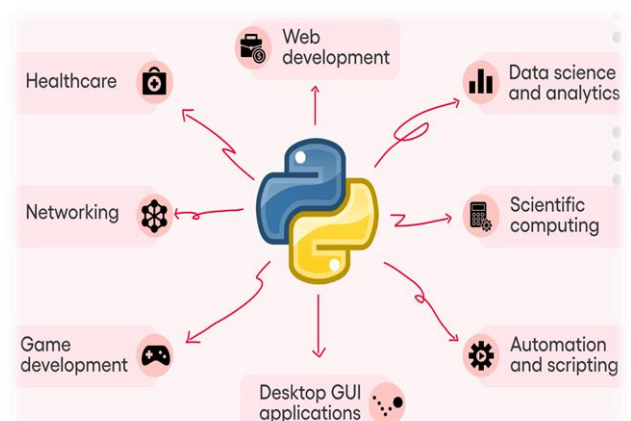 Web
development
Healthcare
Data science
and analytics
Networking
Scientific
computing
Game
development
Automation
and scripting
Desktop GUI
applications